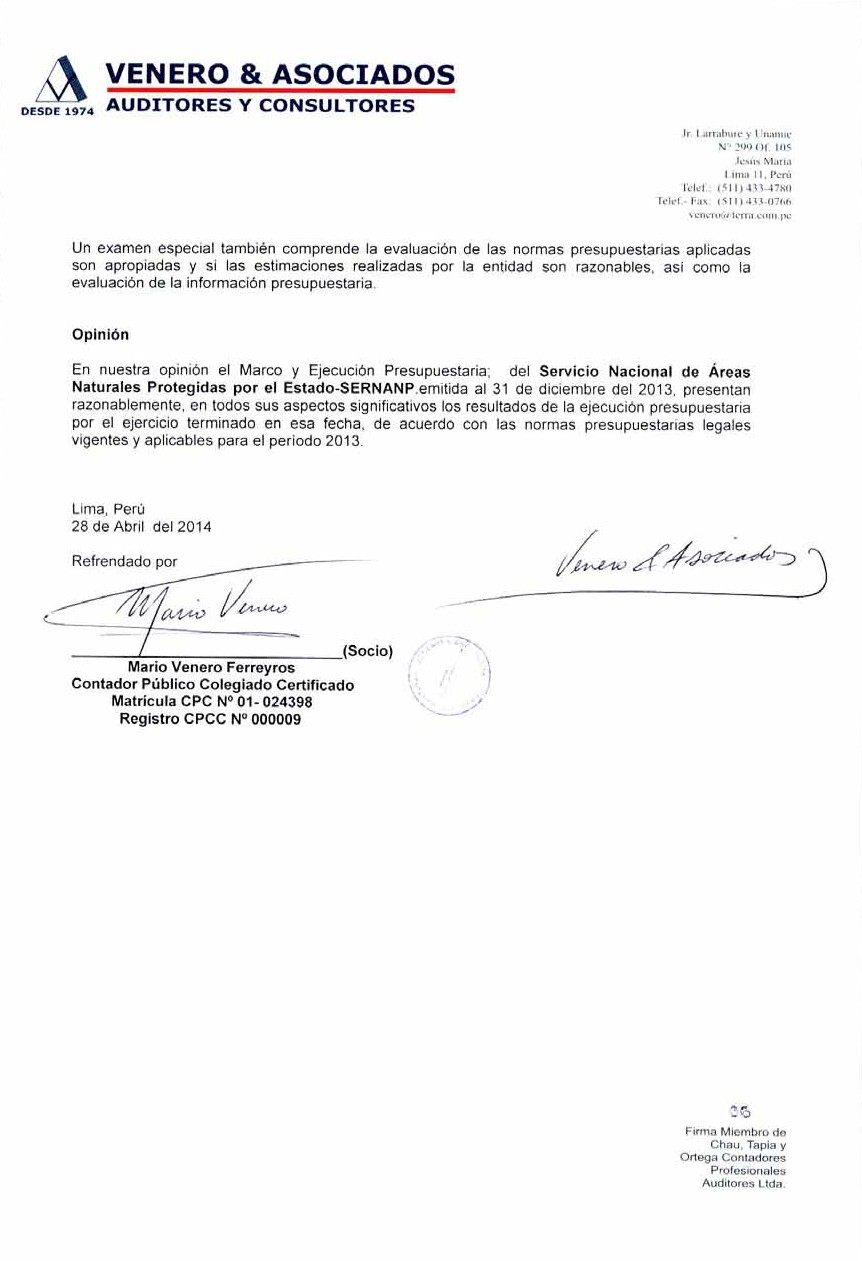 VENERO & ASOCIADOS
DESDE 1974 AUDITORES Y CONSULTORES
Jr. Larrabure y Unanue
N° 299 Of. 105
Jesús María
Lima 11, Perú
Telef.: (511) 433-4780
Telef.- Fax: (511) 433-0766
venero@terra.com.pe
Un examen especial también comprende la evaluación de las normas presupuestarias aplicadas
son apropiadas y si las estimaciones realizadas por la entidad son razonables, así como la
evaluación de la información presupuestaria.
Opinión
En nuestra opinión el Marco y Ejecución Presupuestaria; del Servicio Nacional de Áreas
Naturales Protegidas por el Estado-SERNANP.emitida al 31 de diciembre del 2013, presentan
razonablemente, en todos sus aspectos significativos los resultados de la ejecución presupuestaria
por el ejercicio terminado en esa fecha, de acuerdo con las normas presupuestarias legales
vigentes y aplicables para el periodo 2013.
Lima, Perú
28 de Abril del 2014
Refrendado por
Venero & Asociados
Mario Venero
(Socio)
Mario Venero Ferreyros
Contador Público Colegiado Certificado
Matrícula CPC Nº 01- 024398
Registro CPCC Nº 000009
Firma Miembro de
Chau, Tapia y
Ortega Contadores
Profesionales
Auditores Ltda.